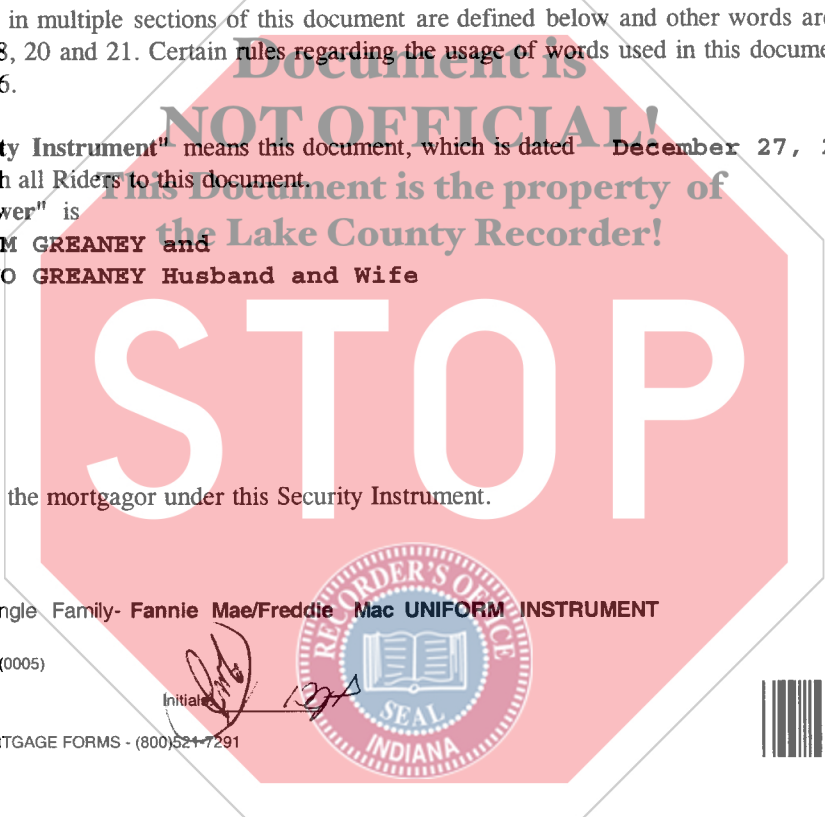 in multiple sections of this document are defined below and other words are
8, 20 and 21. Certain rules regarding the usage of words used in this docume
6.
Document is
NOT OFFICIAL!
ty Instrument" means this document, which is dated December 27, 2
h all Riders to this document.
This Document is the property of
wer" is
the Lake County Recorder!
M GREANEY and
O GREANEY Husband and Wife
STOP
the mortgagor under this Security Instrument.
RECORDER'S OFFICE
ngle Family- Fannie Mae/Freddie Mac UNIFORM INSTRUMENT
(0005)
Initials
SEAL
INDIANA
TGAGE FORMS - (800)521-7291